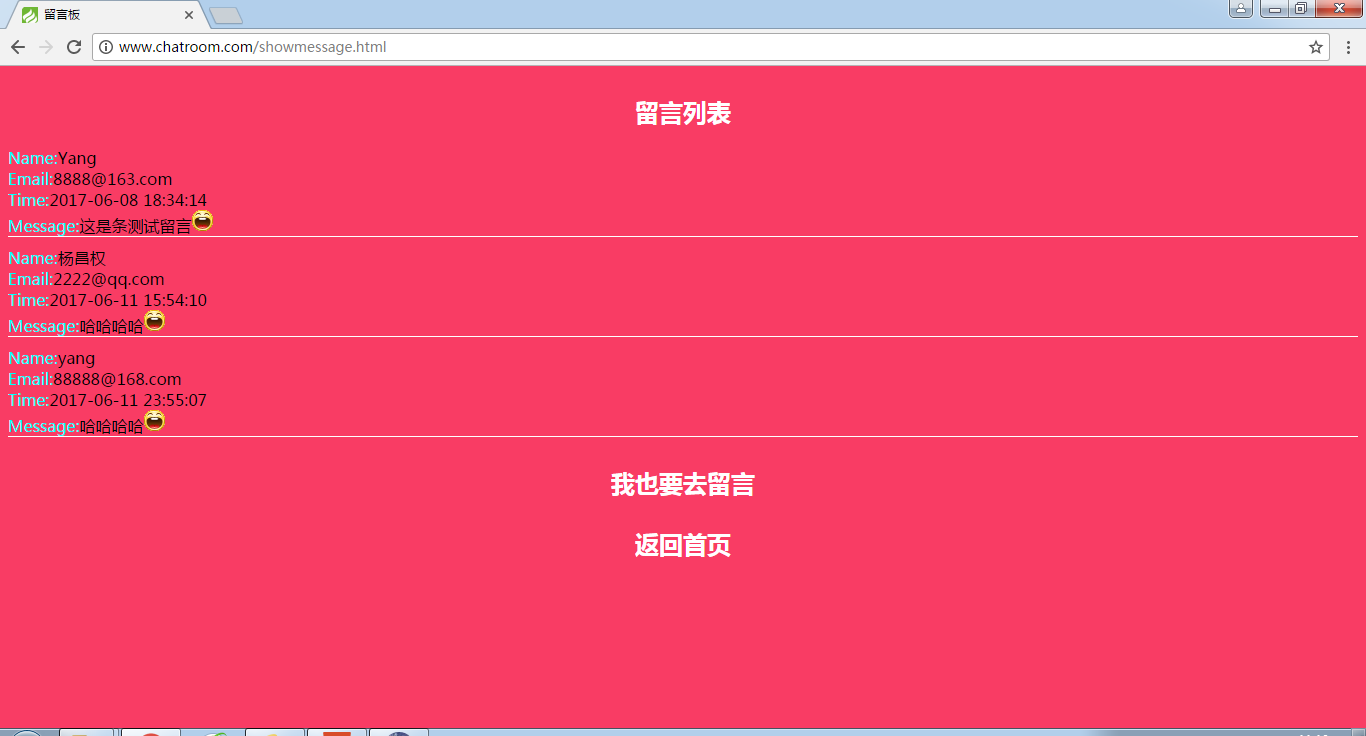 留言板
www.chatroom.com/showmessage.html
留言列表
Name:Yang
Email:8888@163.com
Time:2017-06-08 18:34:14
Message:这是条测试留言
Name:杨昌权
Email:2222@qq.com
Time:2017-06-11 15:54:10
Message:哈哈哈哈
Name:yang
Email:88888@168.com
Time:2017-06-11 23:55:07
Message:哈哈哈哈
我也要去留言
返回首页